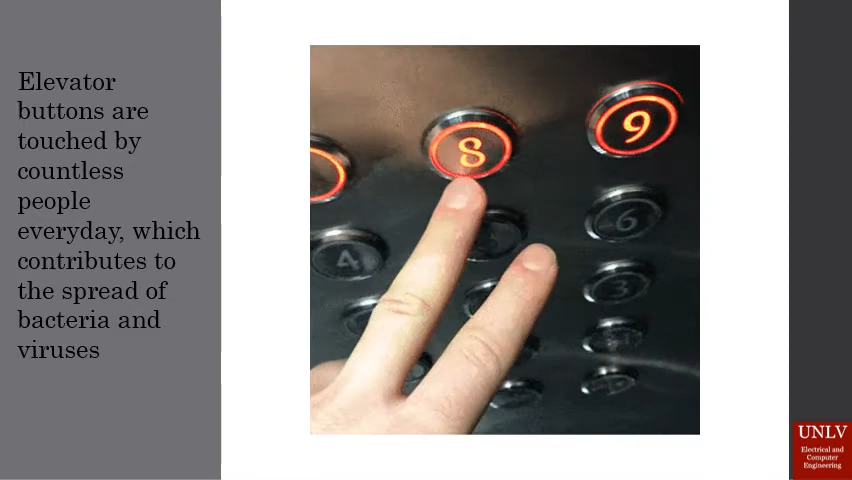 Elevator
buttons are
touched by
countless
people
everyday, which
contributes to
the spread of
bacteria and
viruses
8
9
4
6
3
UNLV
Electrical and
Computer
Engineering